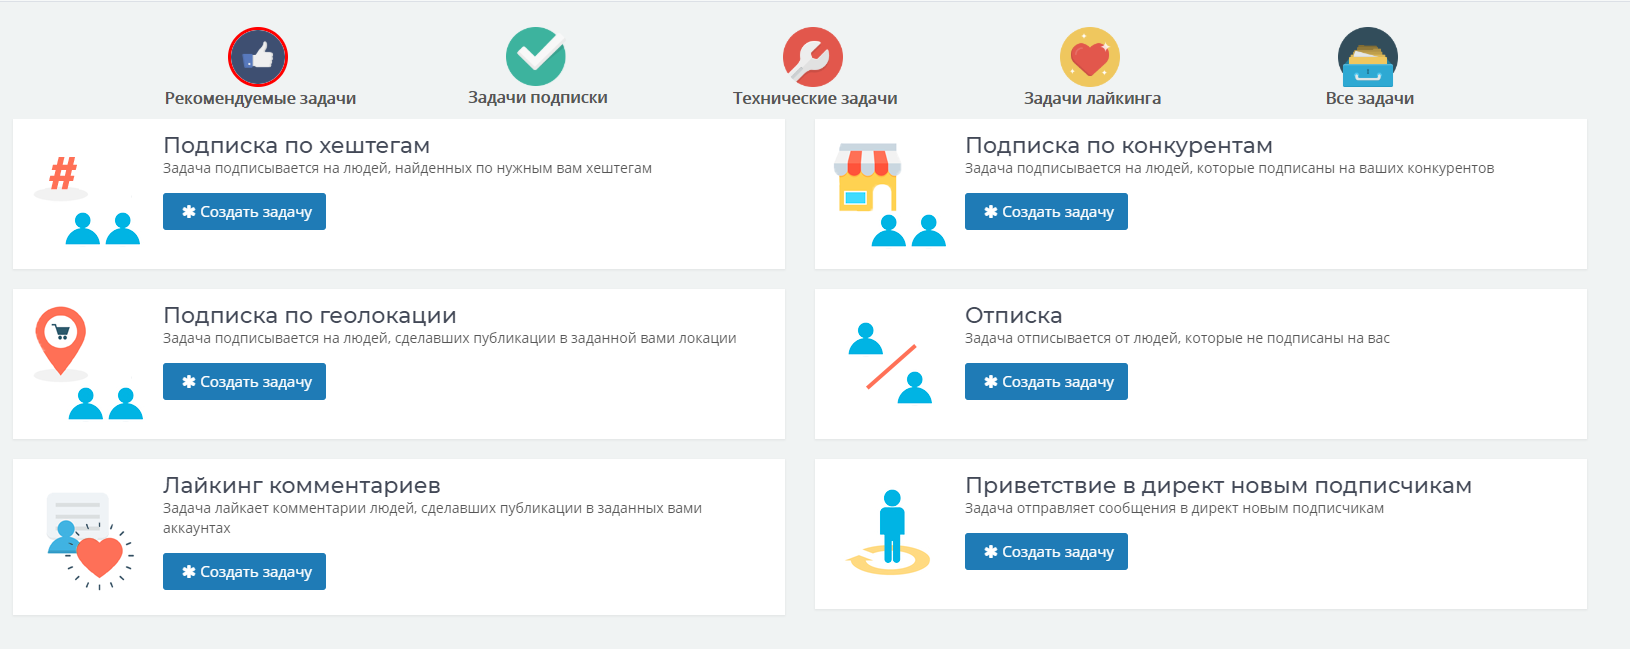 Рекомендуемые задачи
Задачи подписки
Технические задачи
Задачи лайкинга
Все задачи
#
Подписка по хештегам
Задача подписывается на людей, найденных по нужным вам хештегам
✱ Создать задачу
Подписка по конкурентам
Задача подписывается на людей, которые подписаны на ваших конкурентов
✱ Создать задачу
Подписка по геолокации
Задача подписывается на людей, сделавших публикации в заданной вами локации
✱ Создать задачу
Отписка
Задача отписывается от людей, которые не подписаны на вас
✱ Создать задачу
Лайкинг комментариев
Задача лайкает комментарии людей, сделавших публикации в заданных вами
аккаунтах
✱ Создать задачу
Приветствие в директ новым подписчикам
Задача отправляет сообщения в директ новым подписчикам
✱ Создать задачу